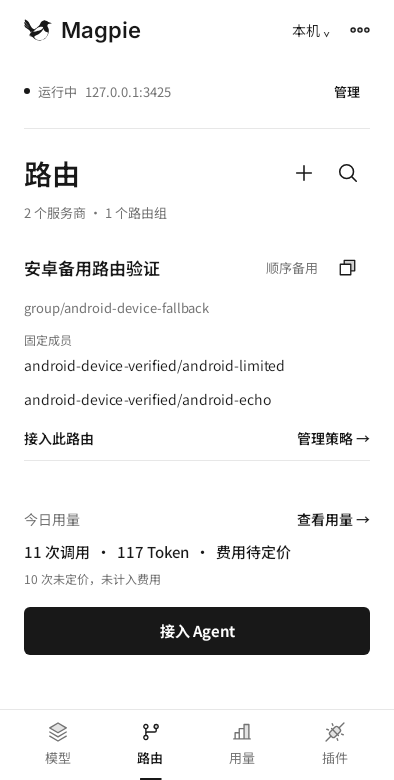 Magpie 本机
运行中 127.0.0.1:3425 管理
路由
2 个服务商 · 1 个路由组
安卓备用路由验证 顺序备用
group/android-device-fallback
固定成员
android-device-verified/android-limited
android-device-verified/android-echo
接入此路由 管理策略 →
今日用量 查看用量 →
11 次调用 · 117 Token · 费用待定价
10 次未定价，未计入费用
接入 Agent
模型 路由 用量 插件